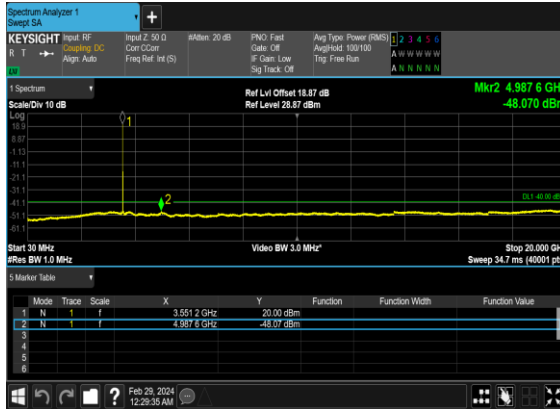 Spectrum Analyzer 1
Swept SA
+
KEYSIGHT Input: RF Input Z: 50 Ω #Atten: 20 dB PNO: Fast Avg Type: Power (RMS) 1 2 3 4 5 6
R T Coupling: DC Corr CCorr Gate: Off Avg|Hold: 100/100 A W W W W W
Align: Auto Freq Ref: Int (S) IF Gain: Low Trig: Free Run
Sig Track: Off A N N N N N
LU
1 Spectrum Ref Lvl Offset 18.87 dB Mkr2 4.987 6 GH
Scale/Div 10 dB Ref Level 28.87 dBm -48.070 dB
Log
18.9
8.87
-1.13
-11.1
-21.1
-31.1
-41.1
-51.1
-61.1
1
2
DL1 -40.00 dB
Start 30 MHz Video BW 3.0 MHz* Stop 20.000 GH
#Res BW 1.0 MHz Sweep 34.7 ms (40001 pt
5 Marker Table
Mode Trace Scale X Y Function Function Width Function Value
1 N 1 f 3.551 2 GHz 20.00 dBm
2 N 1 f 4.987 6 GHz -48.07 dBm
3
4
5
6
? Feb 29, 2024
12:29:35 AM